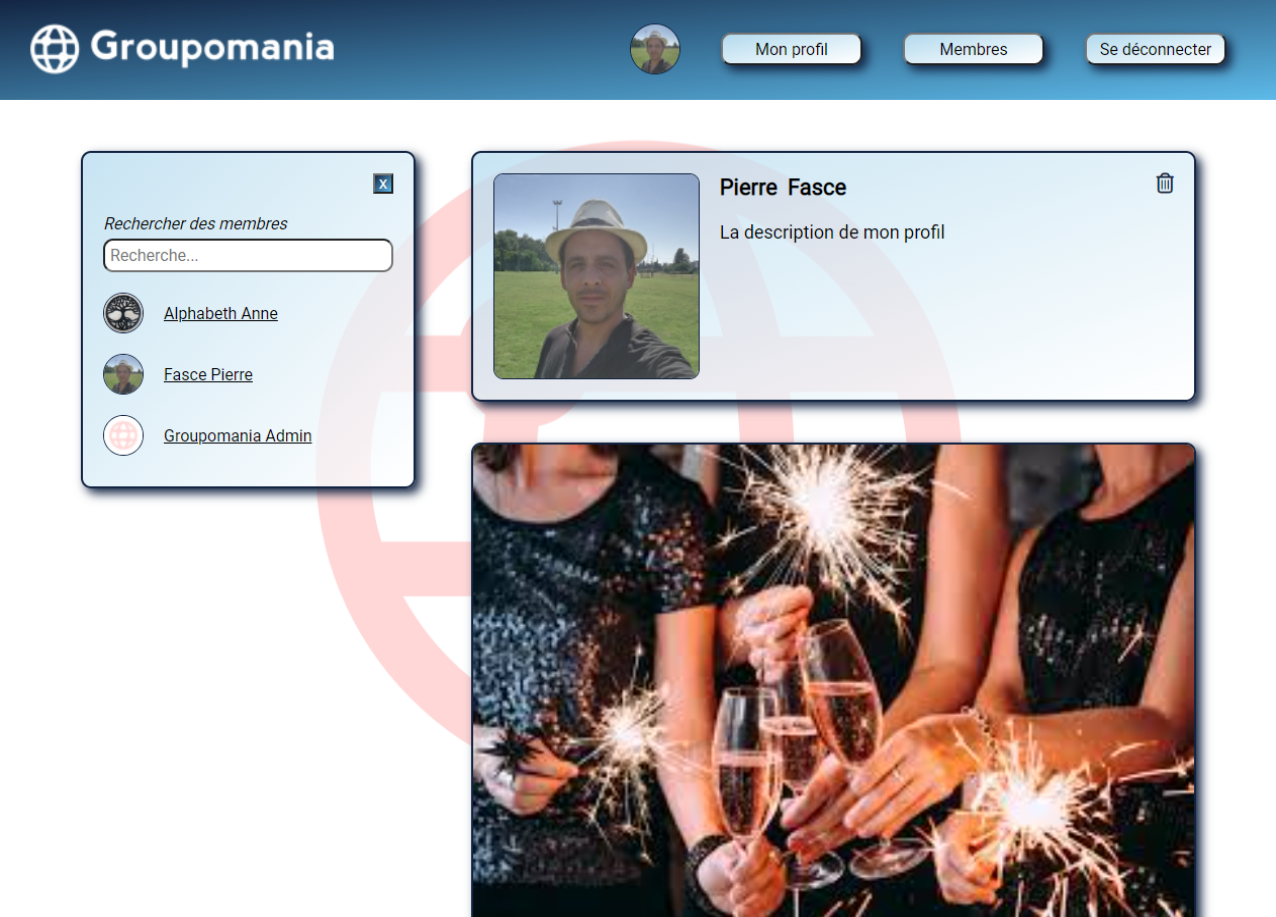 Groupomania
Mon profil
Membres
Se déconnecter
x
Rechercher des membres
Recherche...
Alphabeth Anne
Fasce Pierre
Groupomania Admin
Pierre Fasce
La description de mon profil